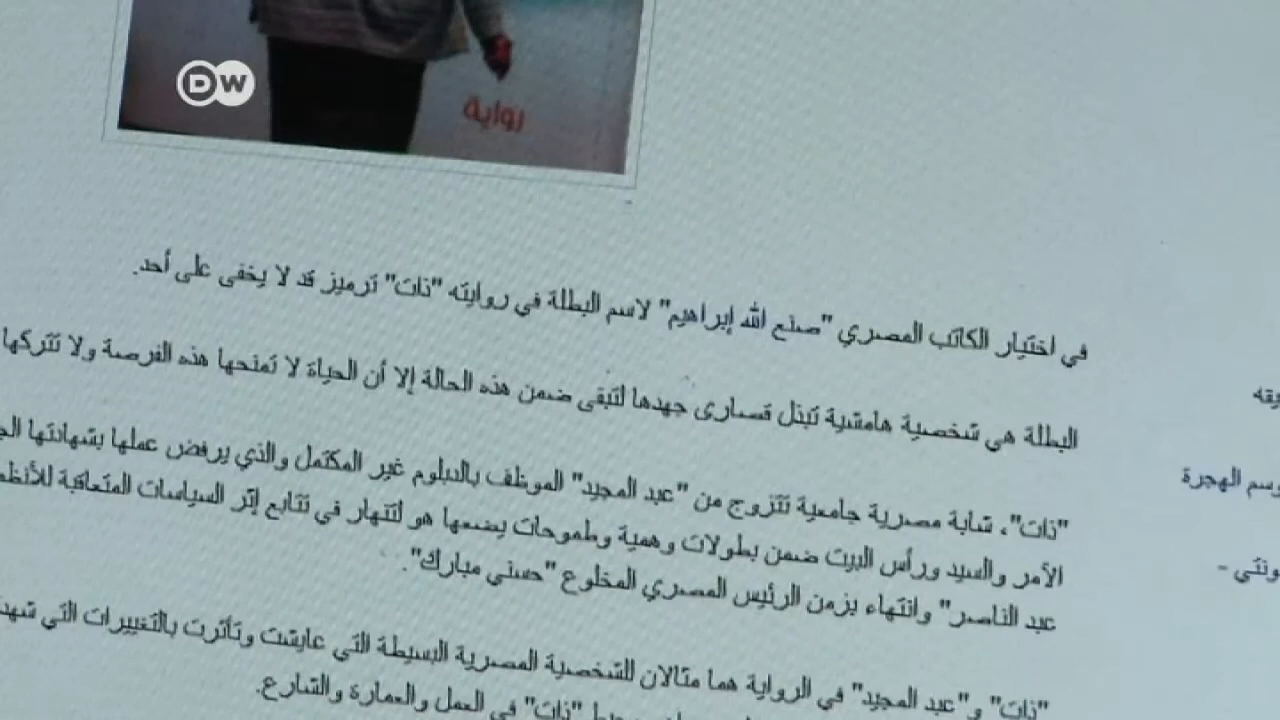 DW
رواية
في اختيار الكاتب المصري "صنع الله إبراهيم" لاسم البطلة في روايته "ذات" ترميز قد لا يخفى على أحد.
البطلة هي شخصية هامشية تبذل قصارى جهدها لتبقى ضمن هذه الحالة إلا أن الحياة لا تمنحها هذه الفرصة ولا تتركها
"ذات"، شابة مصرية جامعية تتزوج من "عبد المجيد" الموظف بالدبلوم غير المكتمل والذي يرفض عملها بشهادتها
الأمر والسيد ورأس البيت ضمن بطولات وهمية وطموحات يضعها هو لتنهار في تتابع إثر السياسات المتعاقبة
عبد الناصر" وانتهاء بزمن الرئيس المصري المخلوع "حسني مبارك".
"ذات" و"عبد المجيد" في الرواية هما مثالان للشخصية المصرية البسيطة التي عايشت وتأثرت بالتغييرات التي
"ذات" في العمل والعمارة والشارع.
الهجرة